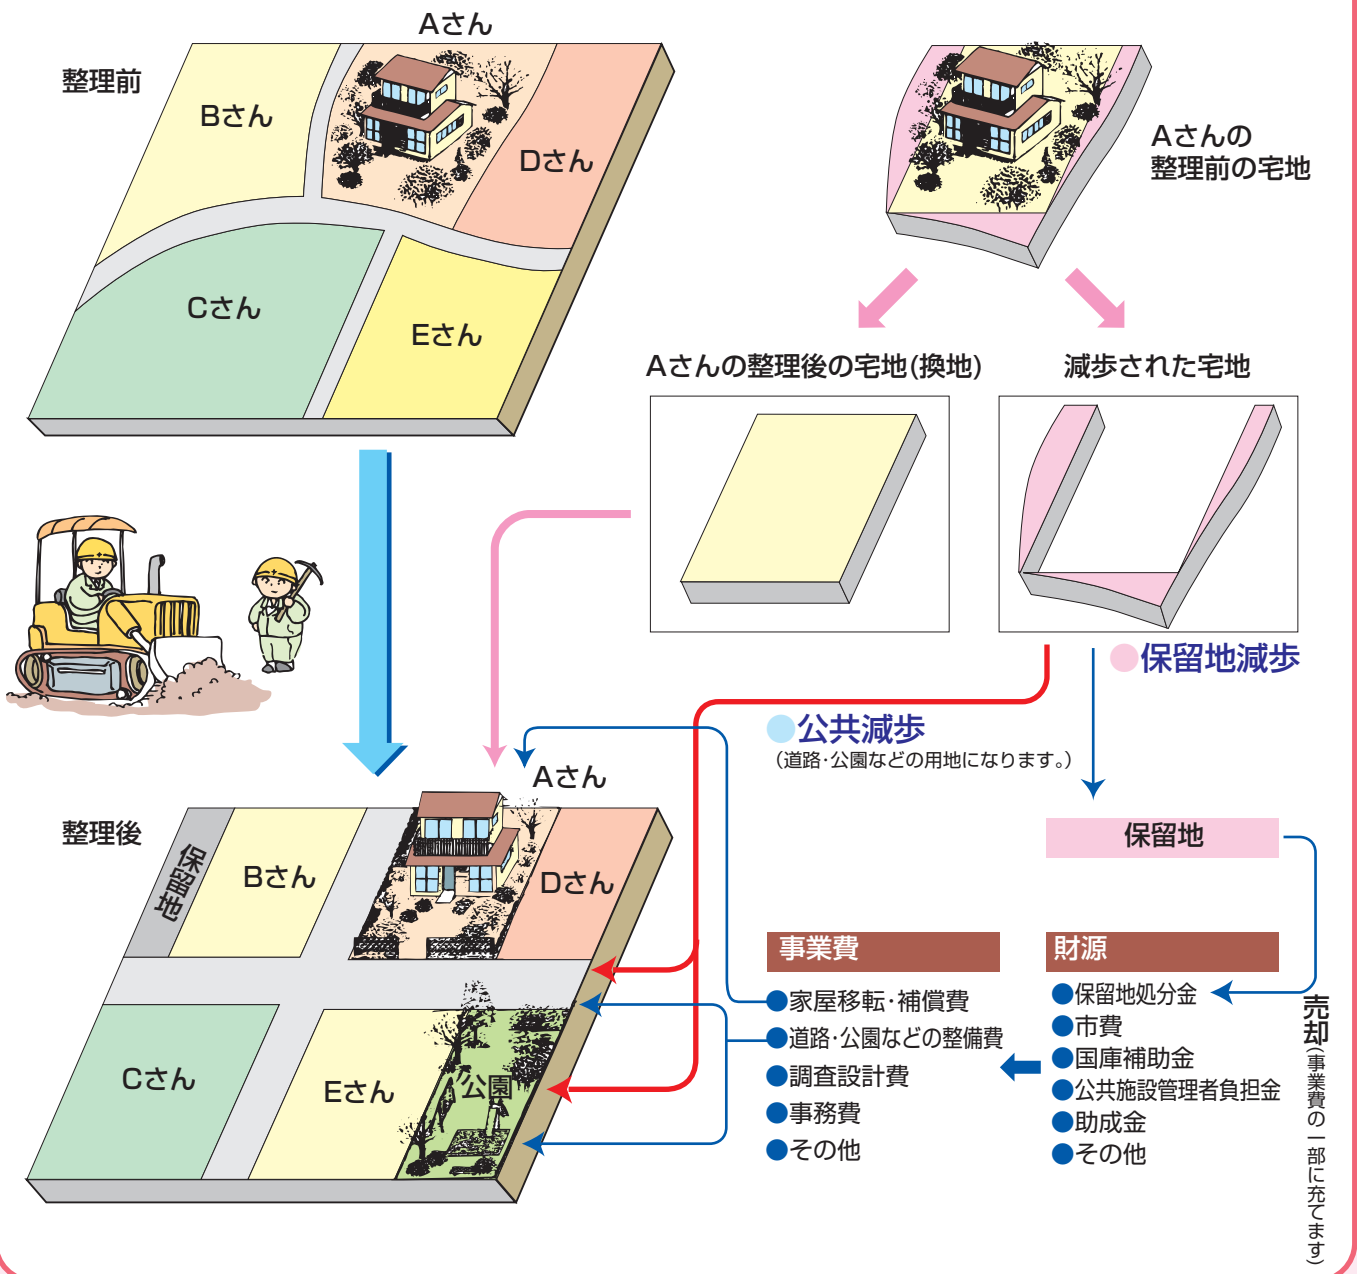 Aさん
整理前
Bさん
Dさん
Cさん
Eさん
Aさんの
整理前の宅地
Aさんの整理後の宅地(換地)
減歩された宅地
保留地減歩
公共減歩
(道路・公園などの用地になります。)
Aさん
整理後
保留地
Bさん
Dさん
Cさん
Eさん
公園
保留地
事業費
●家屋移転・補償費
●道路・公園などの整備費
●調査設計費
●事務費
●その他
財源
●保留地処分金
●市費
●国庫補助金
●公共施設管理者負担金
●助成金
●その他
売却(事業費の一部に充てます)